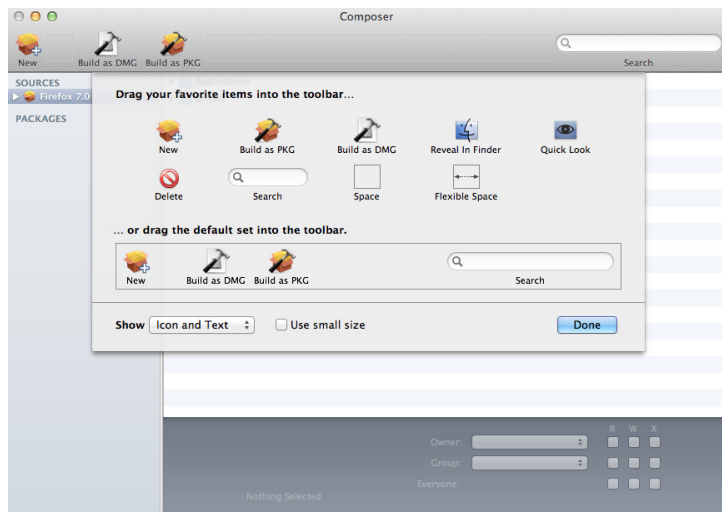 Composer
New Build as DMG Build as PKG Search
SOURCES
Firefox 7.0
PACKAGES
Drag your favorite items into the toolbar...
New Build as PKG Build as DMG Reveal In Finder Quick Look
Delete Search Space Flexible Space
... or drag the default set into the toolbar.
New Build as DMG Build as PKG Search
Show Icon and Text Use small size Done
R W X
Owner:
Group:
Everyone:
Nothing Selected